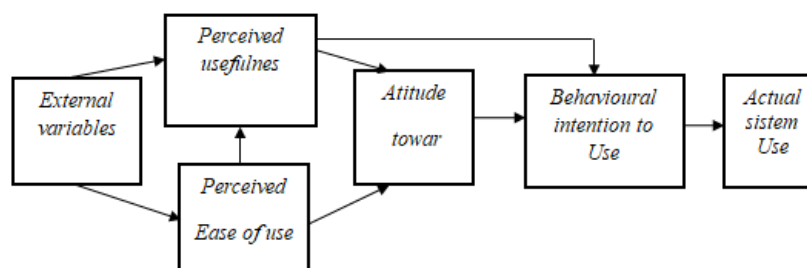 External
variables
Perceived
usefulnes
Perceived
Ease of use
Atitude
towar
Behavioural
intention to
Use
Actual
sistem
Use